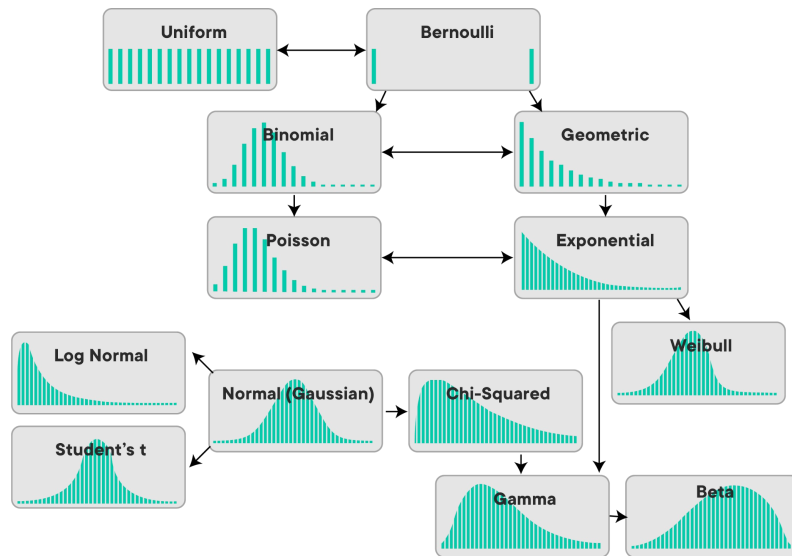 Uniform
Bernoulli
Binomial
Geometric
Poisson
Exponential
Log Normal
Weibull
Normal (Gaussian)
Chi-Squared
Student's t
Gamma
Beta